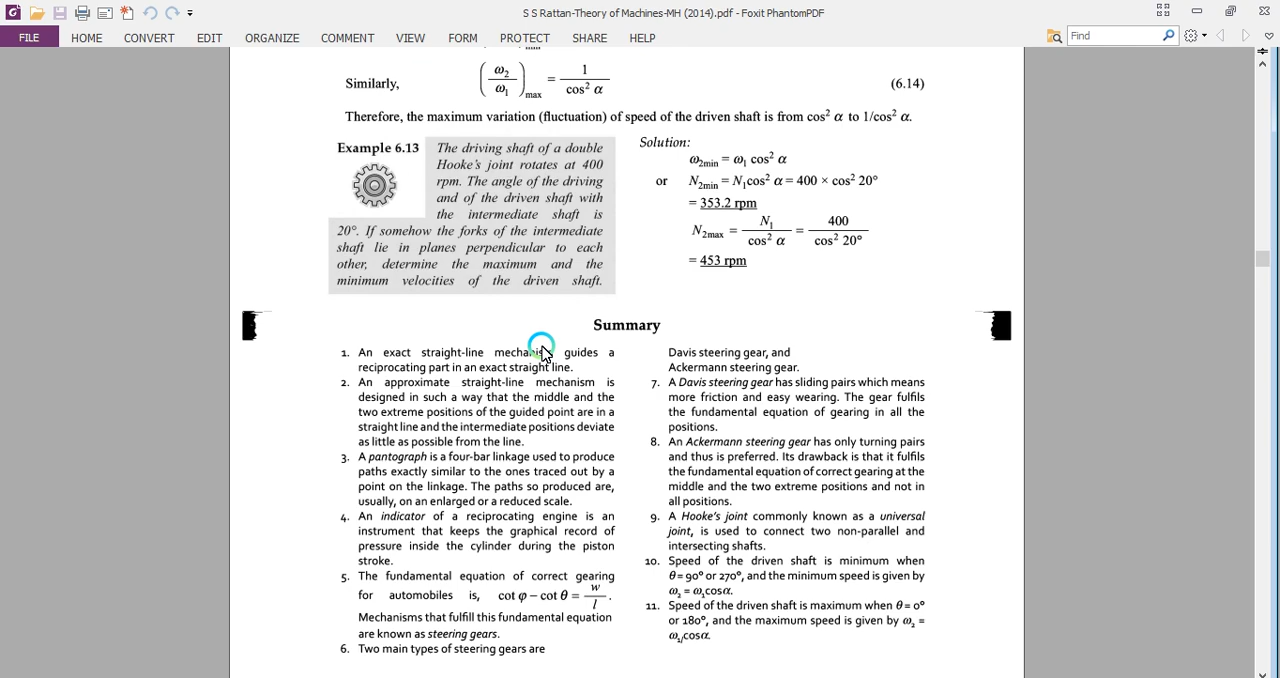 S S Rattan-Theory of Machines-MH (2014).pdf - Foxit PhantomPDF
FILE HOME CONVERT EDIT ORGANIZE COMMENT VIEW FORM PROTECT SHARE HELP Find
Similarly, (ω2/ω1)max = 1/cos² α (6.14)
Therefore, the maximum variation (fluctuation) of speed of the driven shaft is from cos² α to 1/cos² α.
Example 6.13
The driving shaft of a double
Hooke's joint rotates at 400
rpm. The angle of the driving
and of the driven shaft with
the intermediate shaft is
20°. If somehow the forks of the intermediate
shaft lie in planes perpendicular to each
other, determine the maximum and the
minimum velocities of the driven shaft.
Solution:
ω2min = ω1 cos² α
or N2min = N1cos² α = 400 × cos² 20°
= 353.2 rpm
N2max = N1/cos² α = 400/cos² 20°
= 453 rpm
Summary
1. An exact straight-line mechanism guides a
reciprocating part in an exact straight line.
2. An approximate straight-line mechanism is
designed in such a way that the middle and the
two extreme positions of the guided point are in a
straight line and the intermediate positions deviate
as little as possible from the line.
3. A pantograph is a four-bar linkage used to produce
paths exactly similar to the ones traced out by a
point on the linkage. The paths so produced are,
usually, on an enlarged or a reduced scale.
4. An indicator of a reciprocating engine is an
instrument that keeps the graphical record of
pressure inside the cylinder during the piston
stroke.
5. The fundamental equation of correct gearing
for automobiles is, cot φ – cot θ = w/l.
Mechanisms that fulfill this fundamental equation
are known as steering gears.
6. Two main types of steering gears are
Davis steering gear, and
Ackermann steering gear.
7. A Davis steering gear has sliding pairs which means
more friction and easy wearing. The gear fulfils
the fundamental equation of gearing in all the
positions.
8. An Ackermann steering gear has only turning pairs
and thus is preferred. Its drawback is that it fulfils
the fundamental equation of correct gearing at the
middle and the two extreme positions and not in
all positions.
9. A Hooke's joint commonly known as a universal
joint, is used to connect two non-parallel and
intersecting shafts.
10. Speed of the driven shaft is minimum when
θ = 90° or 270°, and the minimum speed is given by
ω2 = ω1cosα.
11. Speed of the driven shaft is maximum when θ = 0°
or 180°, and the maximum speed is given by ω2 =
ω1/cosα.